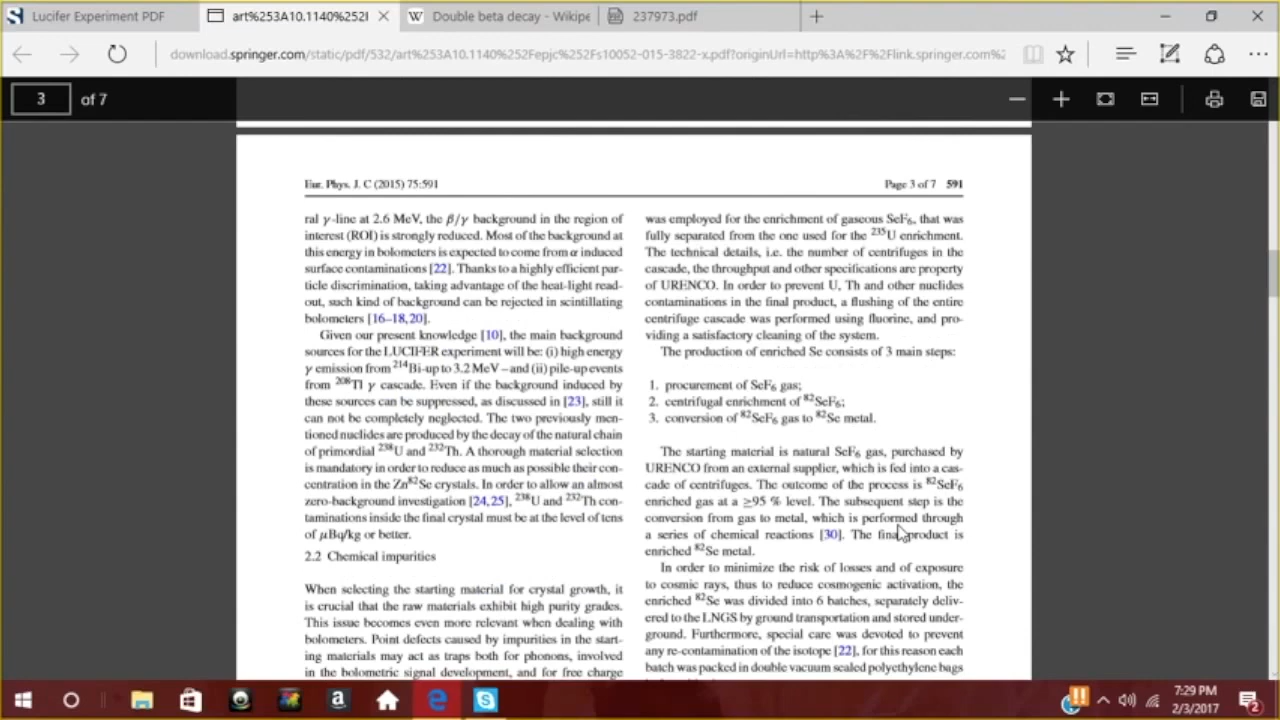 Lucifer Experiment PDF
art%253A10.1140%252I
Double beta decay - Wikipe
237973.pdf
download.springer.com/static/pdf/532/art%253A10.1140%252Fepjc%252Fs10052-015-3822-x.pdf?originUrl=http%3A%2F%2Flink.springer.com%2
3 of 7
Eur. Phys. J. C (2015) 75:591
Page 3 of 7 591
ral γ-line at 2.6 MeV, the β/γ background in the region of
interest (ROI) is strongly reduced. Most of the background at
this energy in bolometers is expected to come from α induced
surface contaminations [22]. Thanks to a highly efficient par-
ticle discrimination, taking advantage of the heat-light read-
out, such kind of background can be rejected in scintillating
bolometers [16–18,20].
Given our present knowledge [10], the main background
sources for the LUCIFER experiment will be: (i) high energy
γ emission from ²¹⁴Bi-up to 3.2 MeV – and (ii) pile-up events
from ²⁰⁸Tl γ cascade. Even if the background induced by
these sources can be suppressed, as discussed in [23], still it
can not be completely neglected. The two previously men-
tioned nuclides are produced by the decay of the natural chain
of primordial ²³⁸U and ²³²Th. A thorough material selection
is mandatory in order to reduce as much as possible their con-
centration in the Zn⁸²Se crystals. In order to allow an almost
zero-background investigation [24,25], ²³⁸U and ²³²Th con-
taminations inside the final crystal must be at the level of tens
of μBq/kg or better.
2.2 Chemical impurities
When selecting the starting material for crystal growth, it
is crucial that the raw materials exhibit high purity grades.
This issue becomes even more relevant when dealing with
bolometers. Point defects caused by impurities in the start-
ing materials may act as traps both for phonons, involved
in the bolometric signal development, and for free charge
was employed for the enrichment of gaseous SeF₆, that was
fully separated from the one used for the ²³⁵U enrichment.
The technical details, i.e. the number of centrifuges in the
cascade, the throughput and other specifications are property
of URENCO. In order to prevent U, Th and other nuclides
contaminations in the final product, a flushing of the entire
centrifuge cascade was performed using fluorine, and pro-
viding a satisfactory cleaning of the system.
The production of enriched Se consists of 3 main steps:
1. procurement of SeF₆ gas;
2. centrifugal enrichment of ⁸²SeF₆;
3. conversion of ⁸²SeF₆ gas to ⁸²Se metal.
The starting material is natural SeF₆ gas, purchased by
URENCO from an external supplier, which is fed into a cas-
cade of centrifuges. The outcome of the process is ⁸²SeF₆
enriched gas at a ≥95 % level. The subsequent step is the
conversion from gas to metal, which is performed through
a series of chemical reactions [30]. The final product is
enriched ⁸²Se metal.
In order to minimize the risk of losses and of exposure
to cosmic rays, thus to reduce cosmogenic activation, the
enriched ⁸²Se was divided into 6 batches, separately deliv-
ered to the LNGS by ground transportation and stored under-
ground. Furthermore, special care was devoted to prevent
any re-contamination of the isotope [22], for this reason each
batch was packed in double vacuum sealed polyethylene bags
7:29 PM
2/3/2017
2